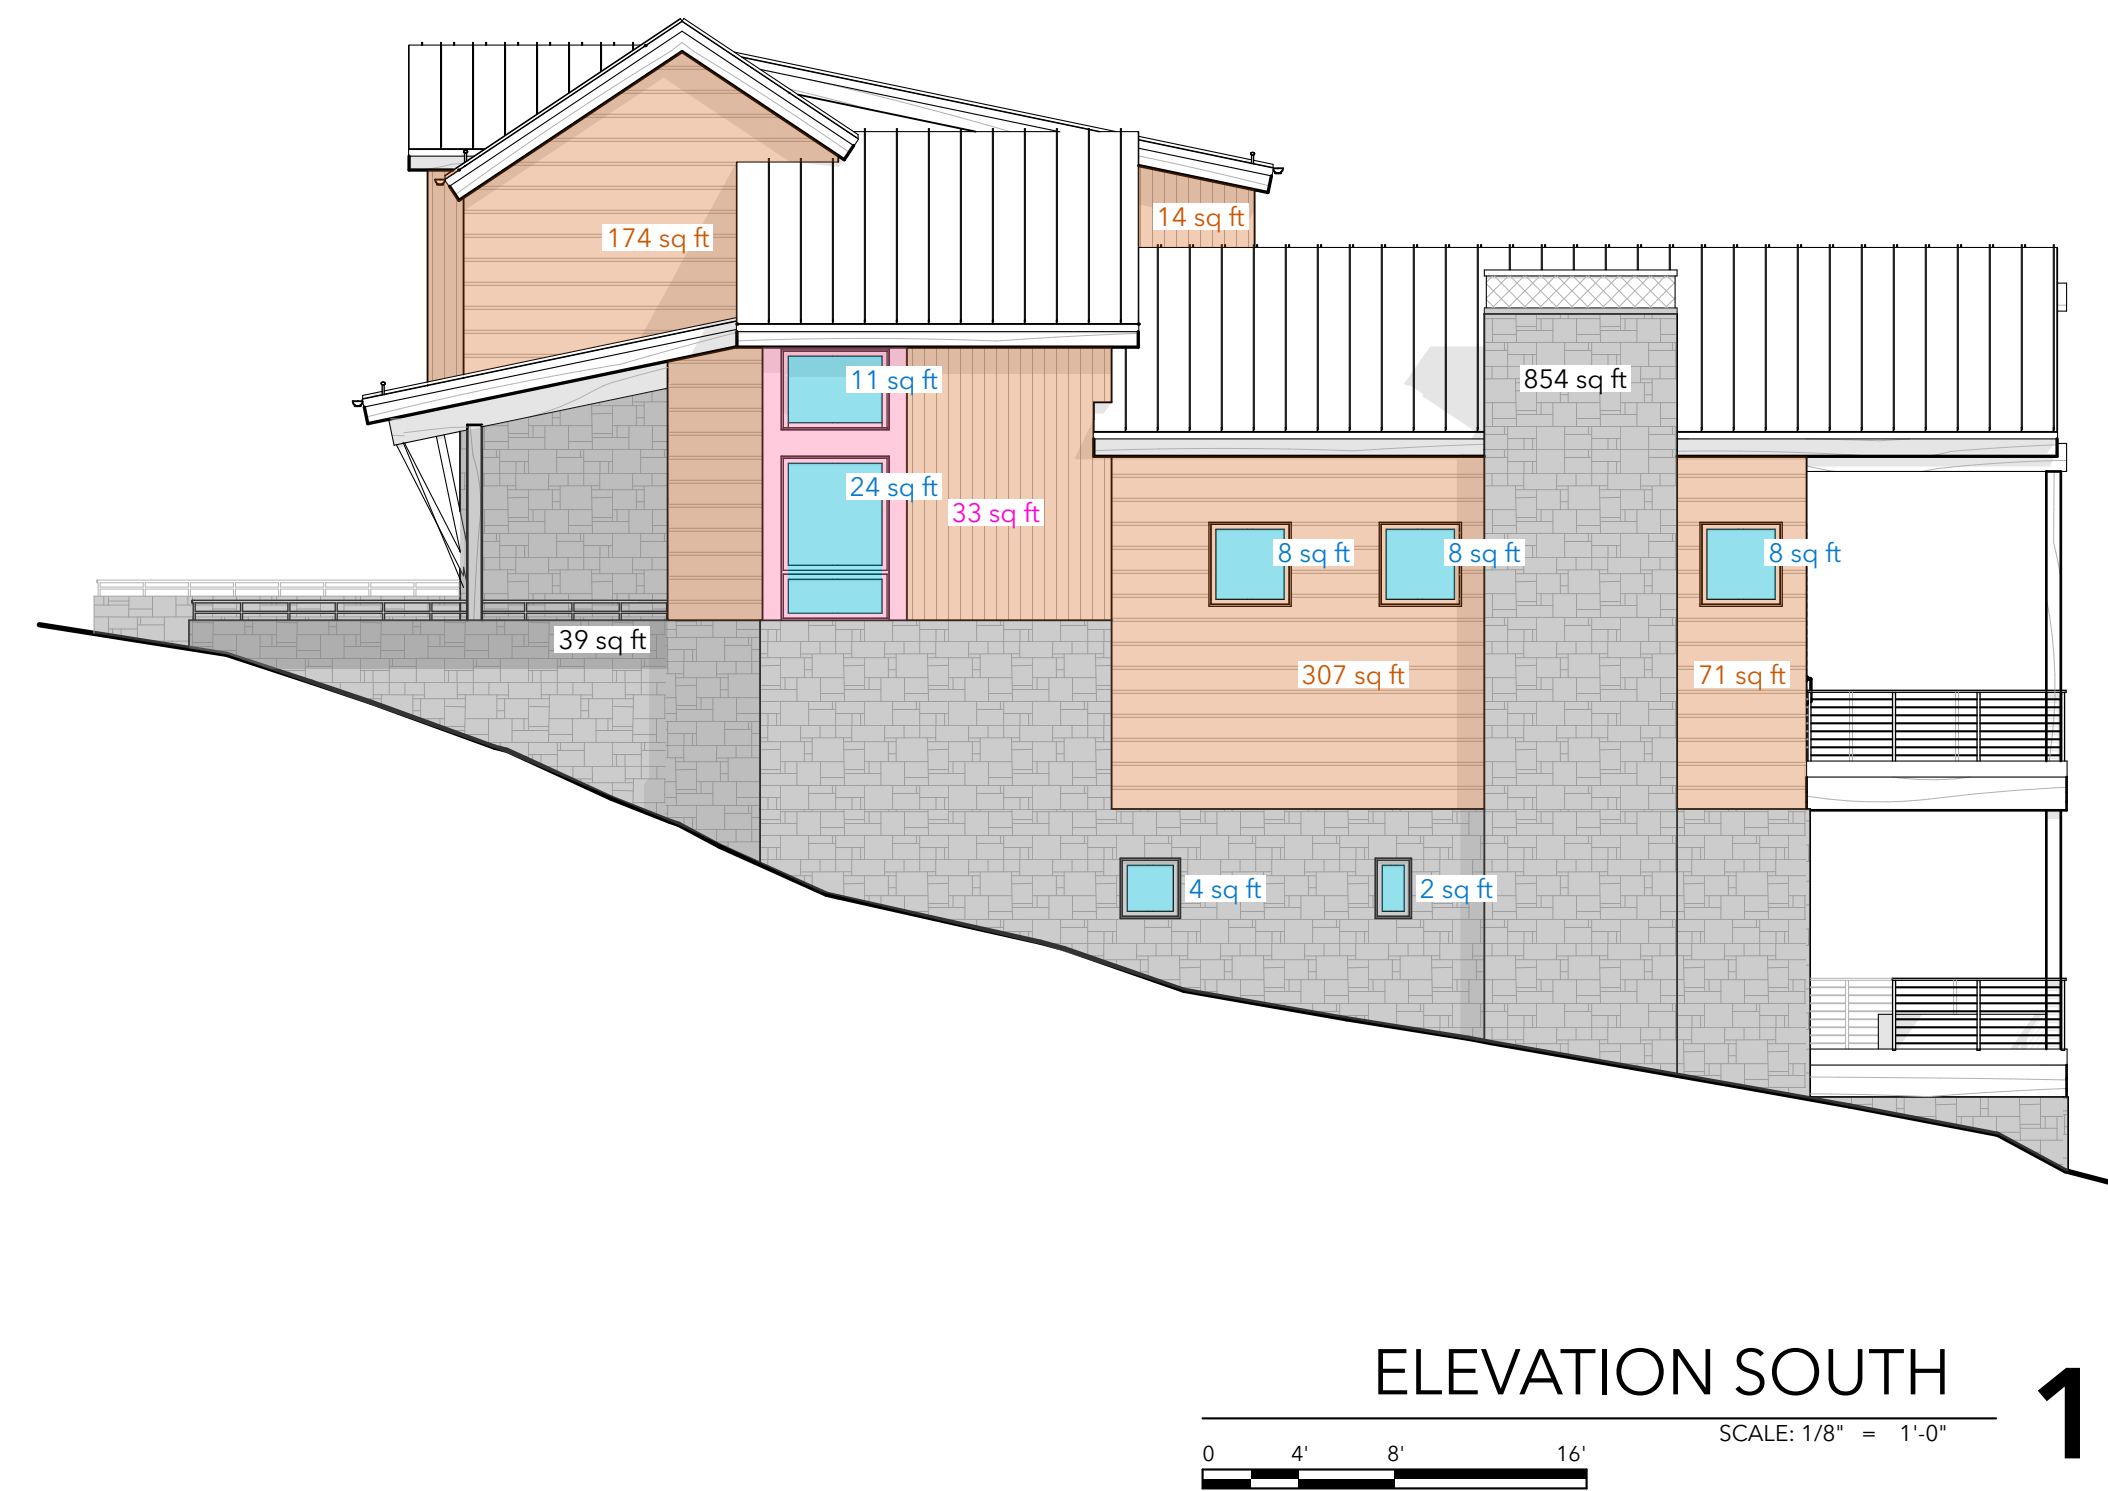 14 sq ft
174 sq ft
854 sq ft
11 sq ft
24 sq ft
33 sq ft
8 sq ft
8 sq ft
8 sq ft
39 sq ft
307 sq ft
71 sq ft
4 sq ft
2 sq ft
ELEVATION SOUTH
1
SCALE: 1/8" = 1'-0"
0 4' 8' 16'